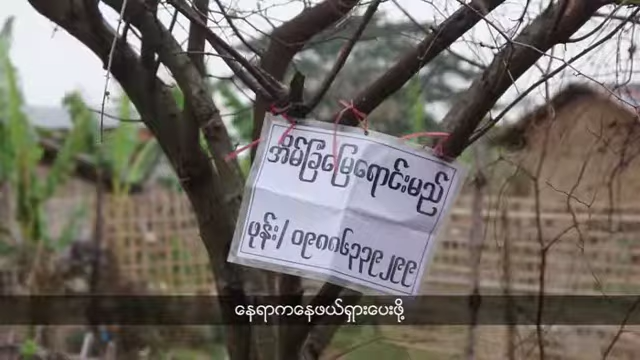 အိမ်ခြံမြေရောင်းမည်
ဖုန်း/ ၀၉၈၈၆၃၃၉၂၉၉
နေရာကနေဖယ်ရှားပေးဖို့